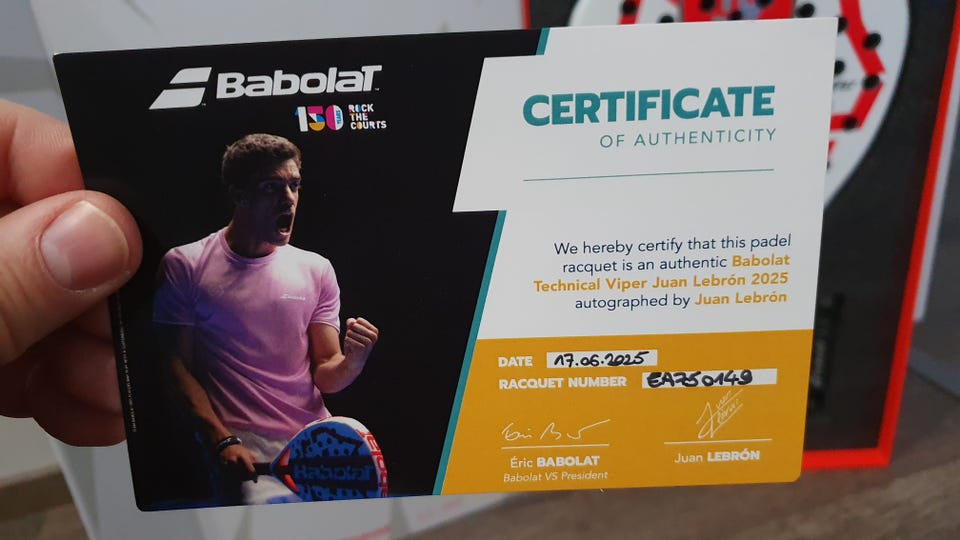 BabolaT
150 YEARS ROCK
THE
COURTS
CERTIFICATE
OF AUTHENTICITY
We hereby certify that this padel
racquet is an authentic Babolat
Technical Viper Juan Lebrón 2025
autographed by Juan Lebrón
DATE 17.06.2025
RACQUET NUMBER EA750149
Éric BABOLAT
Babolat VS President
Juan LEBRÓN
Babolat